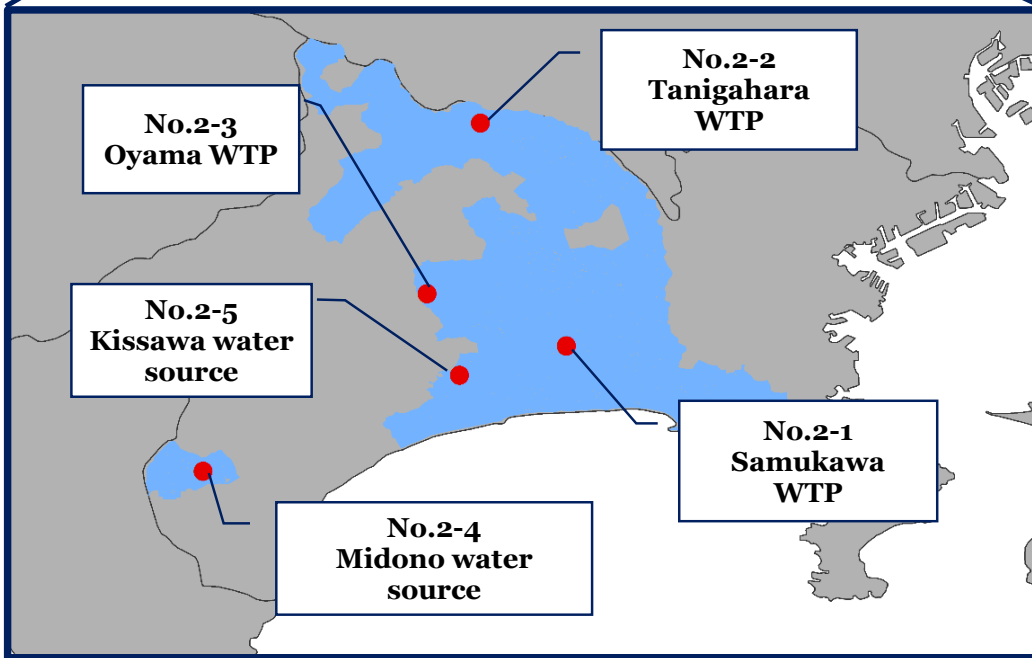 No.2-2
Tanigahara
WTP
No.2-3
Oyama WTP
No.2-5
Kissawa water
source
No.2-1
Samukawa
WTP
No.2-4
Midono water
source